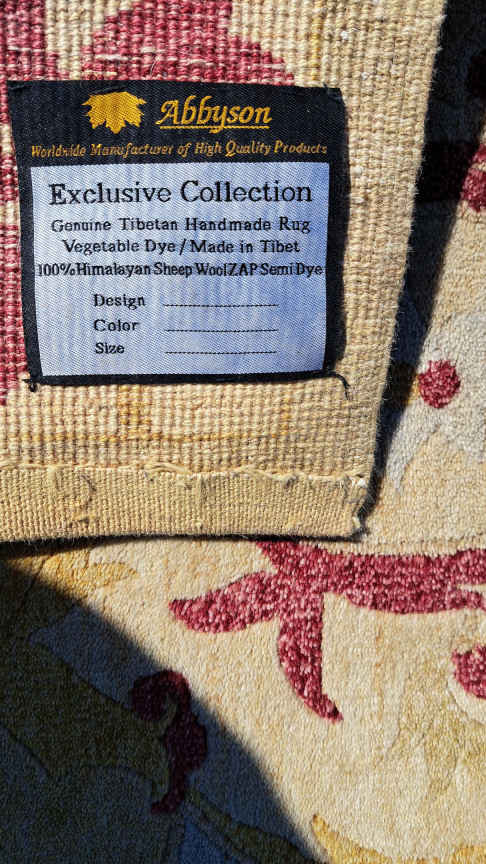 Abbyson
Worldwide Manufacturer of High Quality Products
Exclusive Collection
Genuine Tibetan Handmade Rug
Vegetable Dye / Made in Tibet
100% Himalayan Sheep Wool ZAP Semi Dye
Design
Color
Size